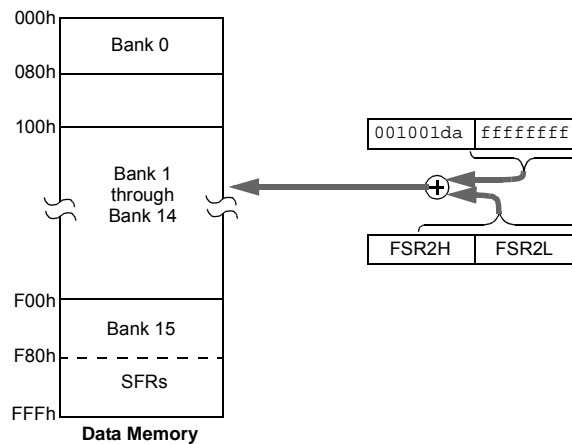 000h
Bank 0
080h
100h
001001da ffffffff
Bank 1
through
Bank 14
FSR2H FSR2L
F00h
Bank 15
F80h
SFRs
FFFh
Data Memory